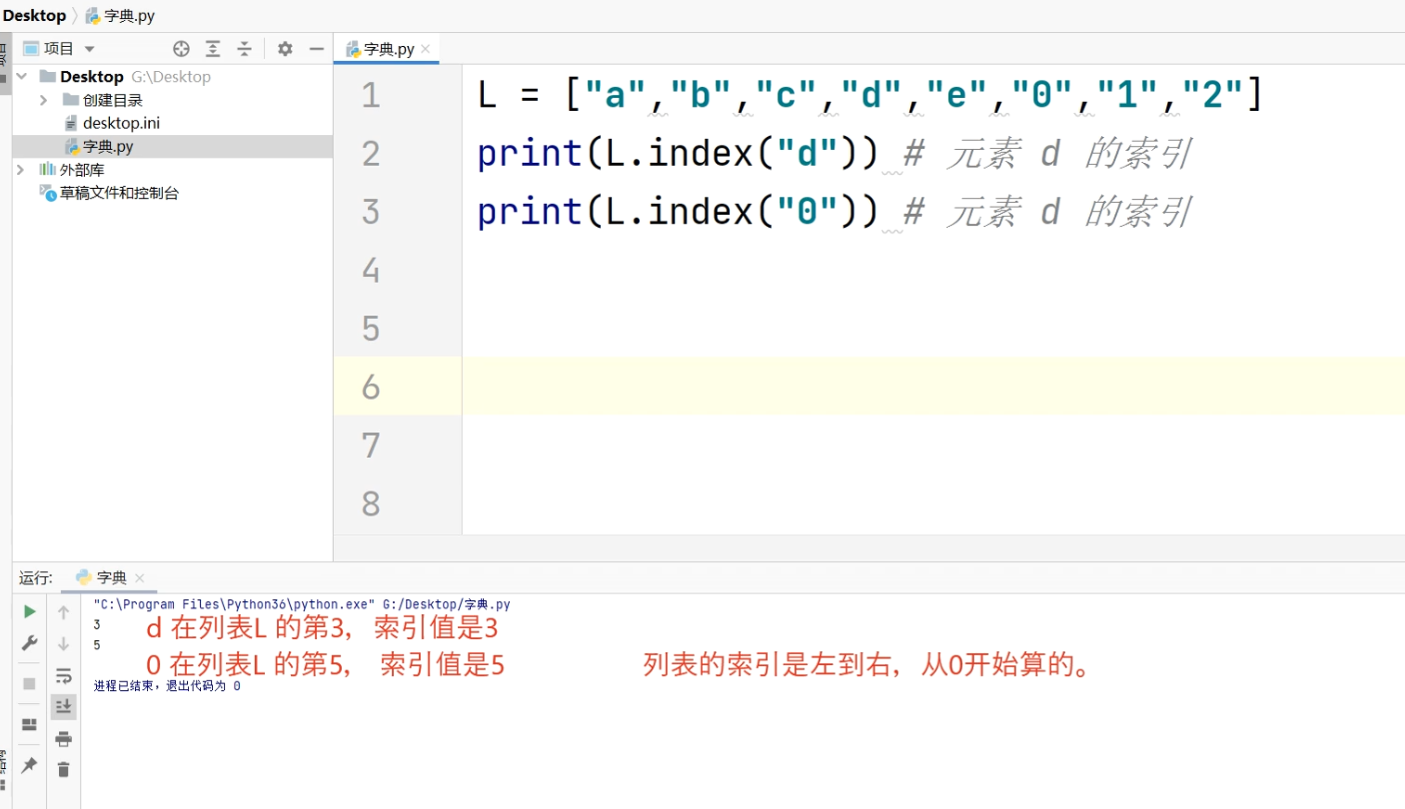 Desktop 字典.py
项目
字典.py
Desktop G:\Desktop
创建目录
desktop.ini
字典.py
外部库
草稿文件和控制台
1 L = ["a","b","c","d","e","0","1","2"]
2 print(L.index("d")) # 元素 d 的索引
3 print(L.index("0")) # 元素 d 的索引
4
5
6
7
8
运行: 字典
"C:\Program Files\Python36\python.exe" G:/Desktop/字典.py
3
d 在列表L 的第3, 索引值是3
5
0 在列表L 的第5, 索引值是5 列表的索引是左到右, 从0开始算的。
进程已结束，退出代码为 0